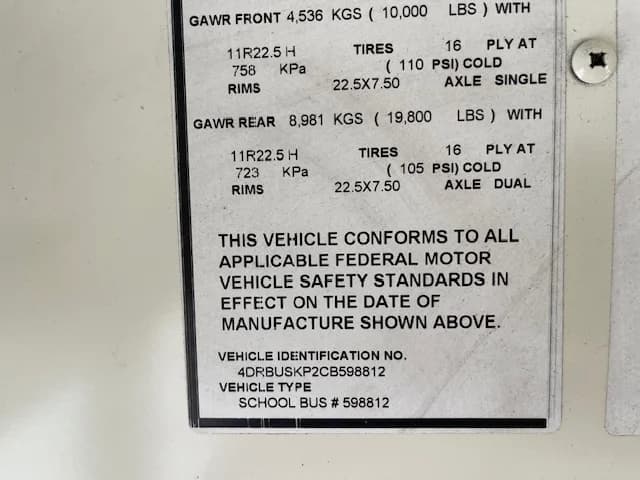 GAWR FRONT 4,536 KGS ( 10,000 LBS ) WITH
11R22.5 H TIRES 16 PLY AT
758 KPa ( 110 PSI) COLD
RIMS 22.5X7.50 AXLE SINGLE
GAWR REAR 8,981 KGS ( 19,800 LBS ) WITH
11R22.5 H TIRES 16 PLY AT
723 KPa ( 105 PSI) COLD
RIMS 22.5X7.50 AXLE DUAL
THIS VEHICLE CONFORMS TO ALL
APPLICABLE FEDERAL MOTOR
VEHICLE SAFETY STANDARDS IN
EFFECT ON THE DATE OF
MANUFACTURE SHOWN ABOVE.
VEHICLE IDENTIFICATION NO.
4DRBUSKP2CB598812
VEHICLE TYPE
SCHOOL BUS # 598812